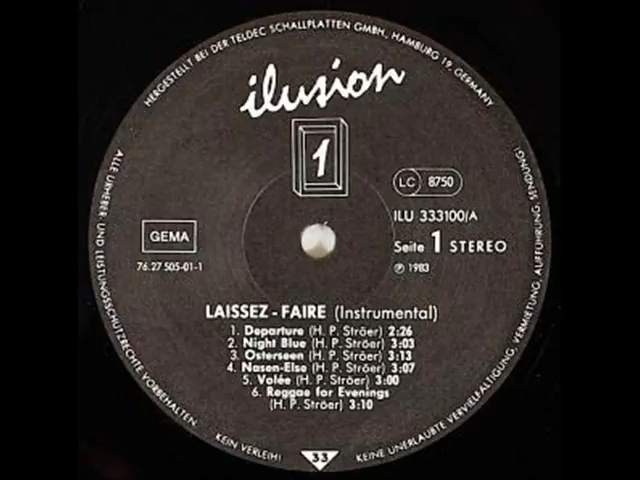 HERGESTELLT BEI DER TELDEC SCHALLPLATTEN GMBH, HAMBURG 19, GERMANY
ilusion
1
LC 8750
ILU 333100/A
Seite 1 STEREO
℗ 1983
GEMA
76.27 505-01-1
LAISSEZ-FAIRE (Instrumental)
1. Departure (H. P. Ströer) 2:26
2. Night Blue (H. P. Ströer) 3:03
3. Osterseen (H. P. Ströer) 3:13
4. Nasen-Else (H. P. Ströer) 3:07
5. Volée (H. P. Ströer) 3:00
6. Reggae for Evenings
(H. P. Ströer) 3:10
33
ALLE URHEBER- UND LEISTUNGSSCHUTZRECHTE VORBEHALTEN.
KEIN VERLEIH!
KEINE UNERLAUBTE VERVIELFÄLTIGUNG, VERMIETUNG, AUFFÜHRUNG, SENDUNG!